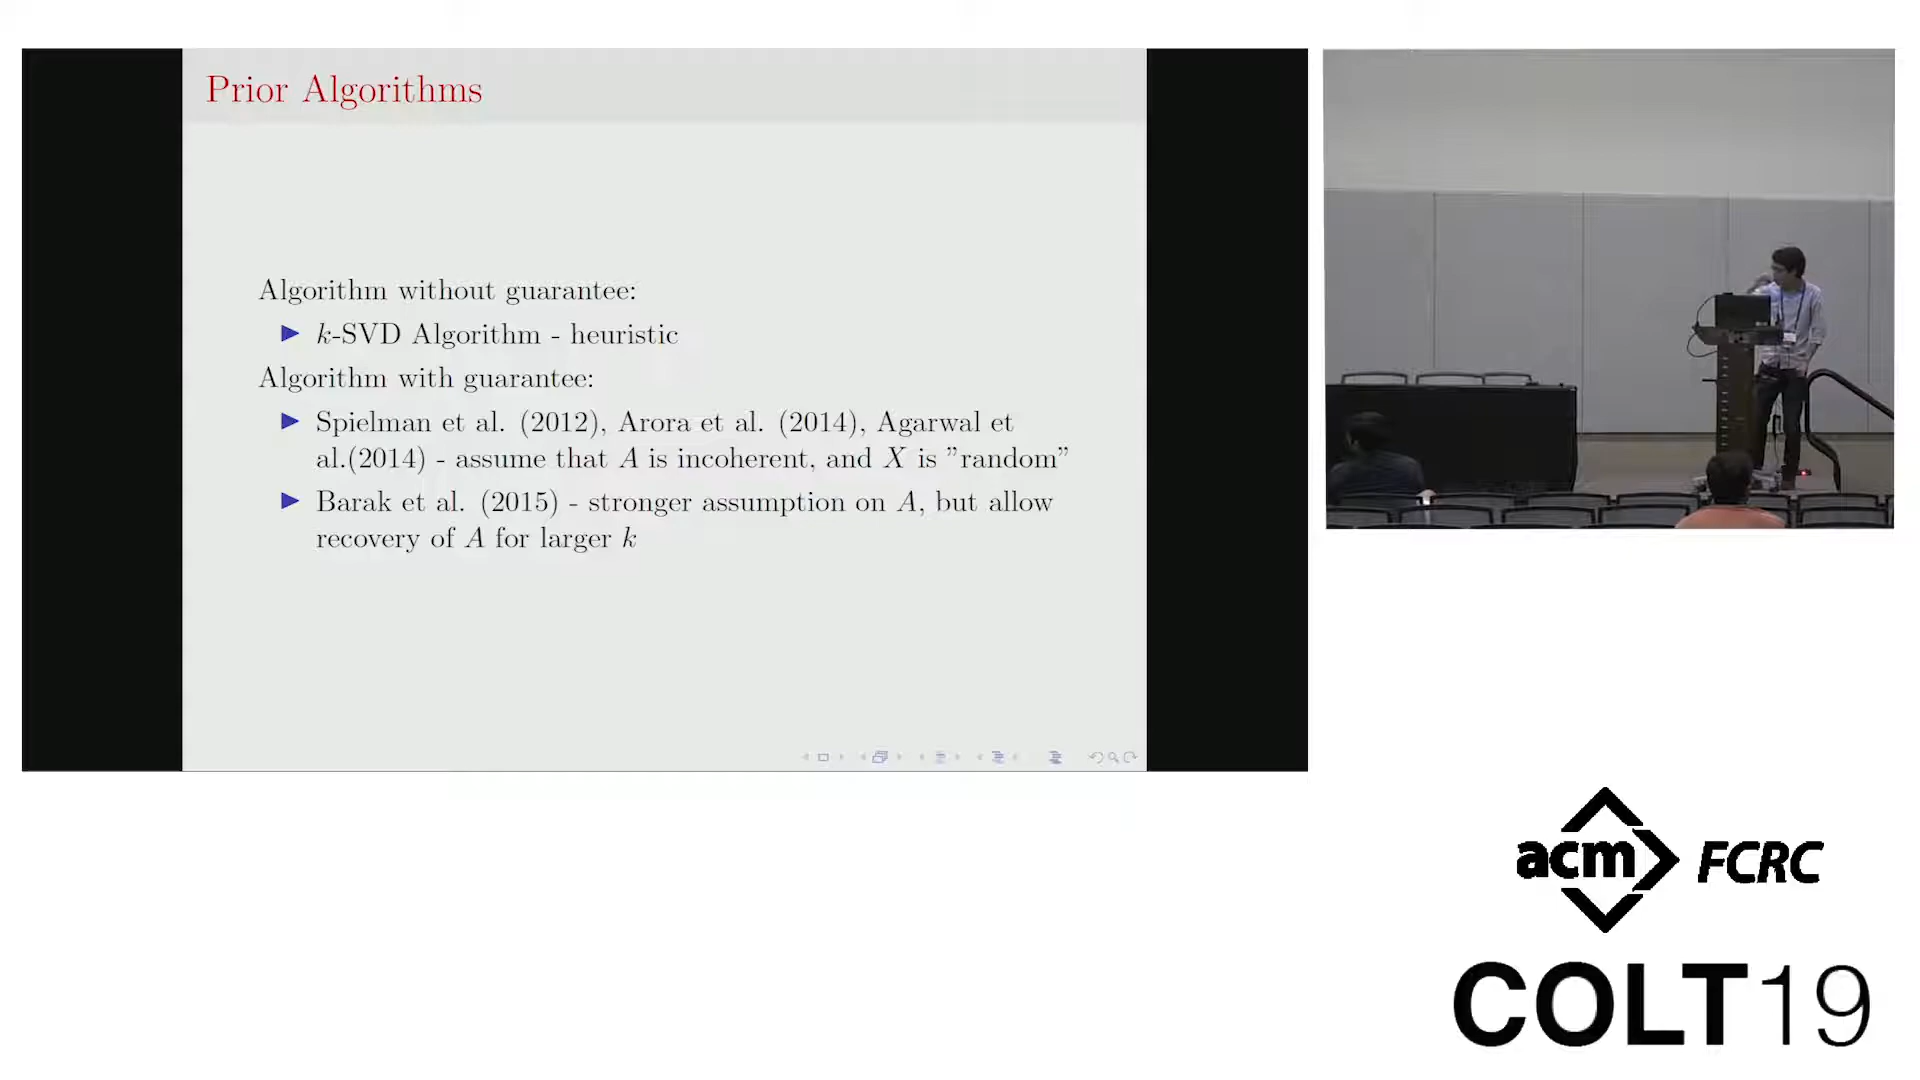 Prior Algorithms
Algorithm without guarantee:
k-SVD Algorithm - heuristic
Algorithm with guarantee:
Spielman et al. (2012), Arora et al. (2014), Agarwal et
al.(2014) - assume that A is incoherent, and X is ”random”
Barak et al. (2015) - stronger assumption on A, but allow
recovery of A for larger k
acm FCRC
COLT19